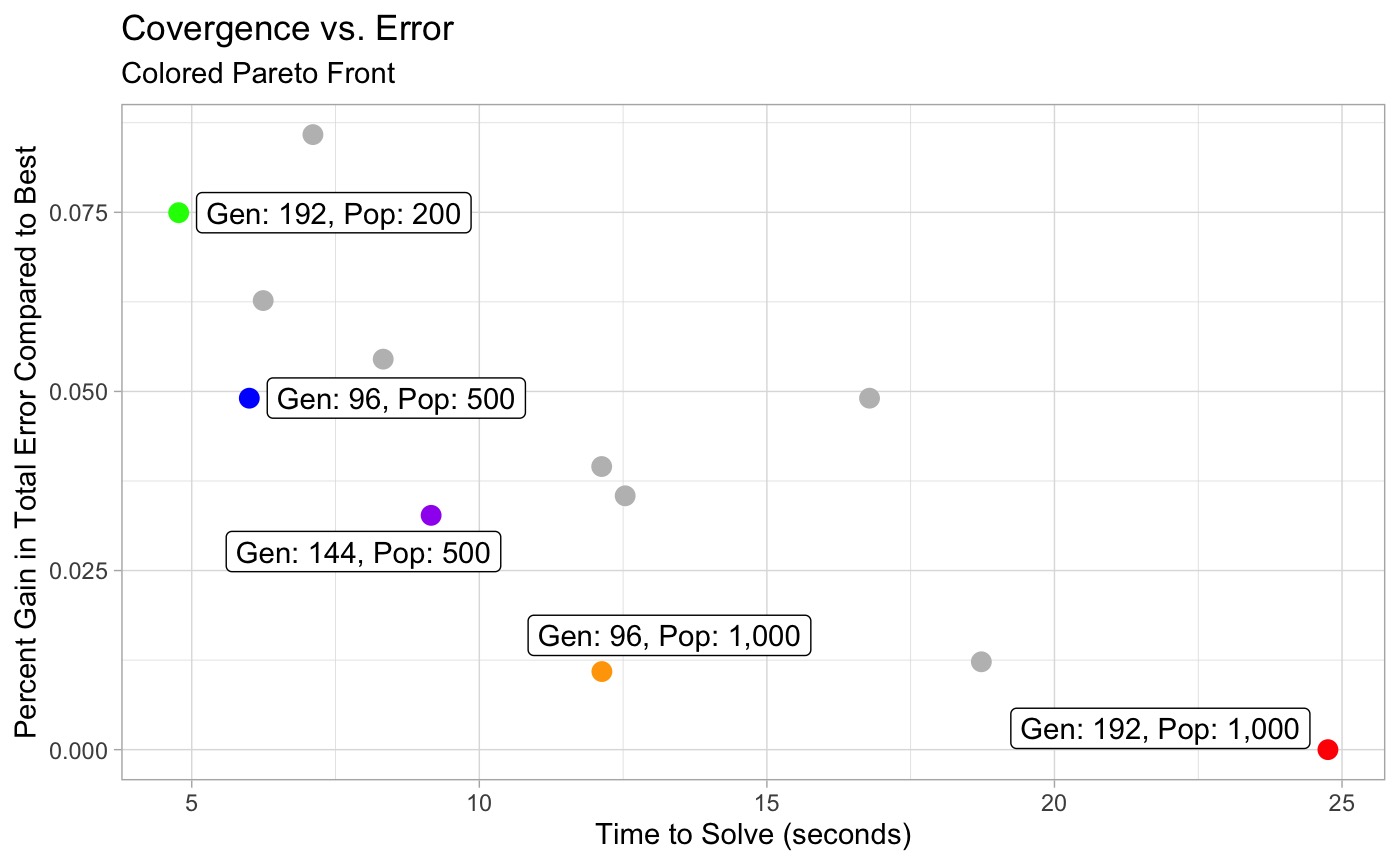 Covergence vs. Error
Colored Pareto Front
Percent Gain in Total Error Compared to Best
0.075
0.050
0.025
0.000
Gen: 192, Pop: 200
Gen: 96, Pop: 500
Gen: 144, Pop: 500
Gen: 96, Pop: 1,000
Gen: 192, Pop: 1,000
5 10 15 20 25
Time to Solve (seconds)